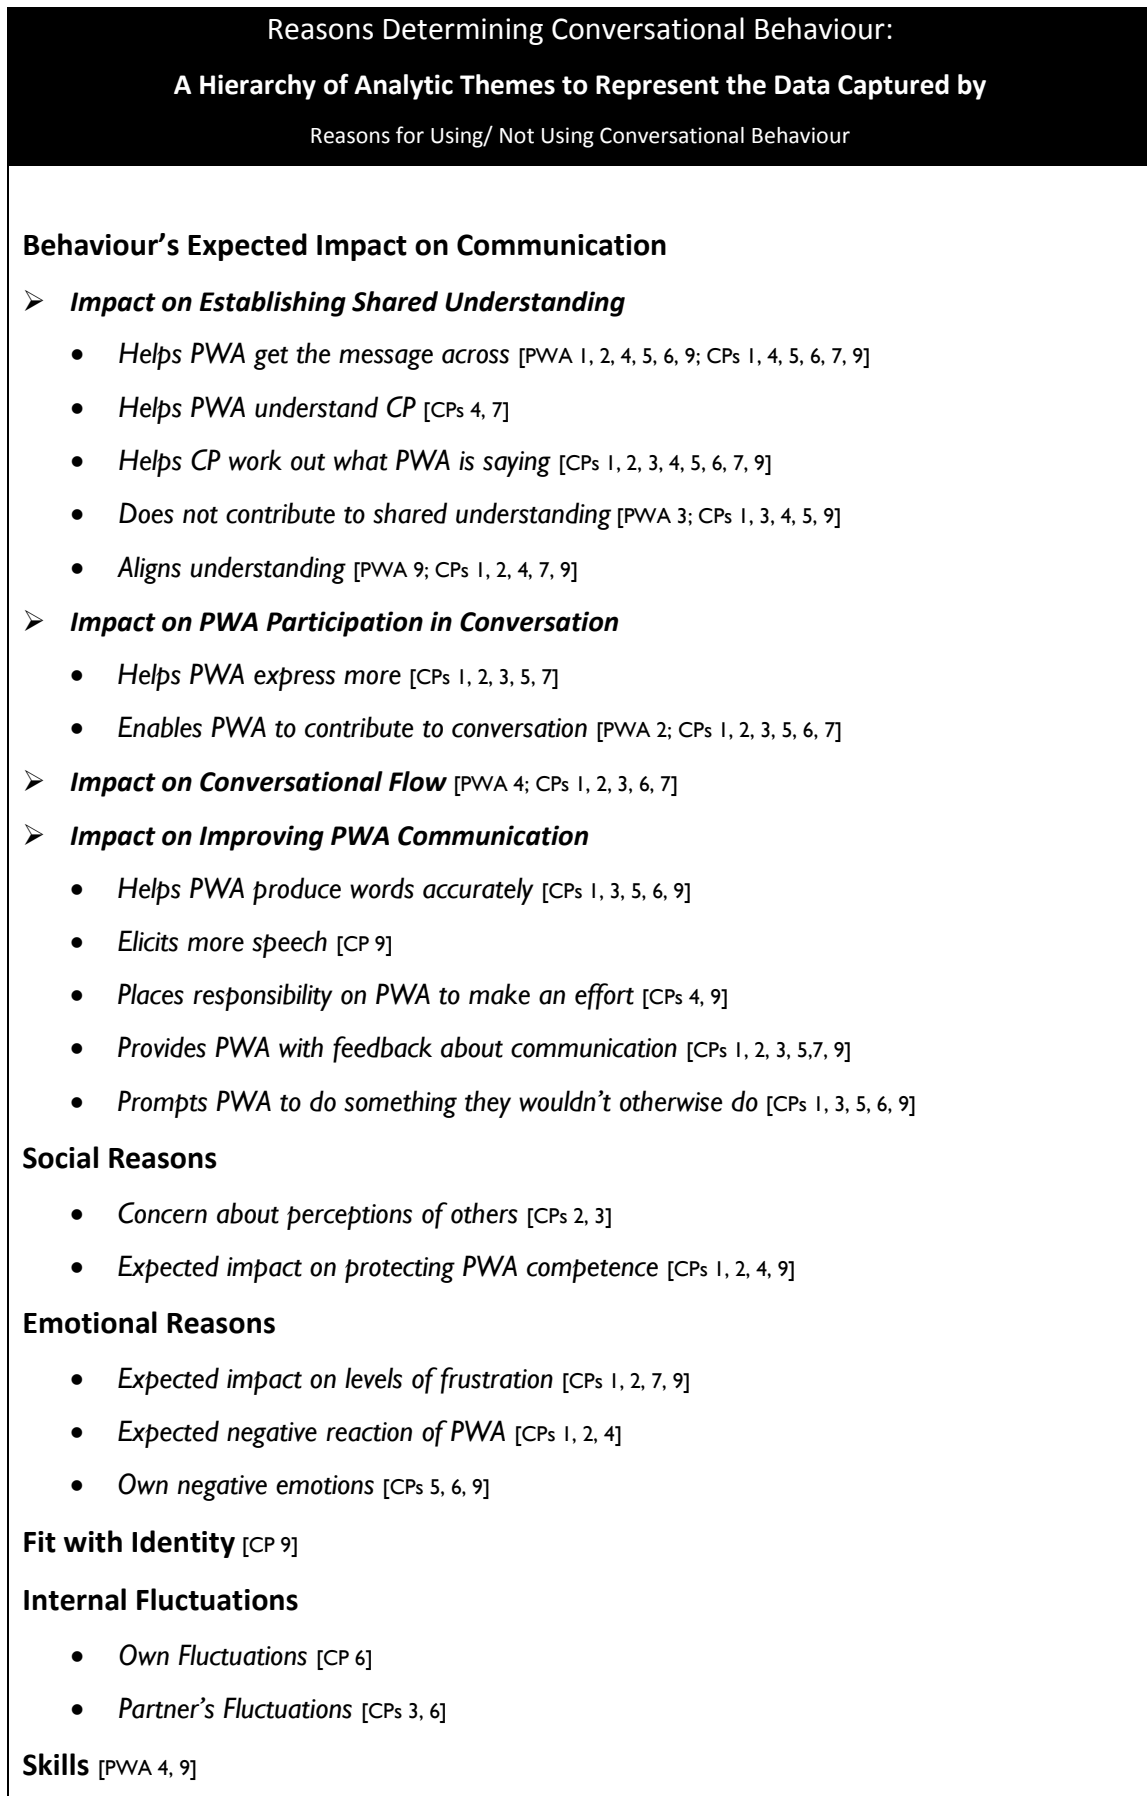 Reasons Determining Conversational Behaviour:
A Hierarchy of Analytic Themes to Represent the Data Captured by
Reasons for Using/ Not Using Conversational Behaviour
Behaviour's Expected Impact on Communication
➢ Impact on Establishing Shared Understanding
• Helps PWA get the message across [PWA 1, 2, 4, 5, 6, 9; CPs 1, 4, 5, 6, 7, 9]
• Helps PWA understand CP [CPs 4, 7]
• Helps CP work out what PWA is saying [CPs 1, 2, 3, 4, 5, 6, 7, 9]
• Does not contribute to shared understanding [PWA 3; CPs 1, 3, 4, 5, 9]
• Aligns understanding [PWA 9; CPs 1, 2, 4, 7, 9]
➢ Impact on PWA Participation in Conversation
• Helps PWA express more [CPs 1, 2, 3, 5, 7]
• Enables PWA to contribute to conversation [PWA 2; CPs 1, 2, 3, 5, 6, 7]
➢ Impact on Conversational Flow [PWA 4; CPs 1, 2, 3, 6, 7]
➢ Impact on Improving PWA Communication
• Helps PWA produce words accurately [CPs 1, 3, 5, 6, 9]
• Elicits more speech [CP 9]
• Places responsibility on PWA to make an effort [CPs 4, 9]
• Provides PWA with feedback about communication [CPs 1, 2, 3, 5,7, 9]
• Prompts PWA to do something they wouldn't otherwise do [CPs 1, 3, 5, 6, 9]
Social Reasons
• Concern about perceptions of others [CPs 2, 3]
• Expected impact on protecting PWA competence [CPs 1, 2, 4, 9]
Emotional Reasons
• Expected impact on levels of frustration [CPs 1, 2, 7, 9]
• Expected negative reaction of PWA [CPs 1, 2, 4]
• Own negative emotions [CPs 5, 6, 9]
Fit with Identity [CP 9]
Internal Fluctuations
• Own Fluctuations [CP 6]
• Partner's Fluctuations [CPs 3, 6]
Skills [PWA 4, 9]